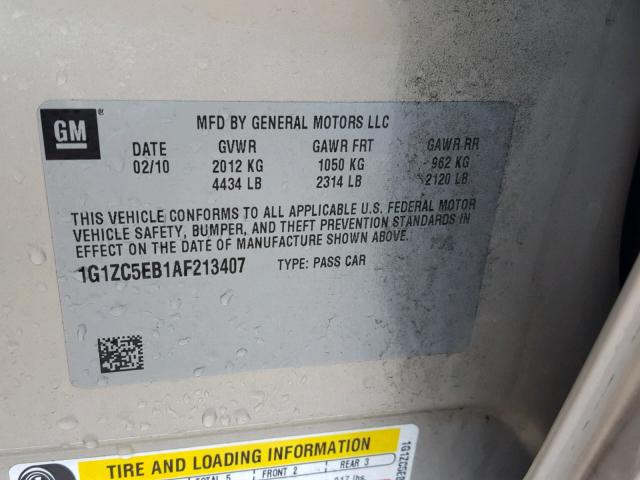 GM
®
MFD BY GENERAL MOTORS LLC
DATE GVWR GAWR FRT GAWR RR
02/10 2012 KG 1050 KG 962 KG
4434 LB 2314 LB 2120 LB
THIS VEHICLE CONFORMS TO ALL APPLICABLE U.S. FEDERAL MOTOR
VEHICLE SAFETY, BUMPER, AND THEFT PREVENTION STANDARDS IN
EFFECT ON THE DATE OF MANUFACTURE SHOWN ABOVE.
1G1ZC5EB1AF213407 TYPE: PASS CAR
TIRE AND LOADING INFORMATION
TOTAL 5 FRONT 2 REAR 3
lbs.